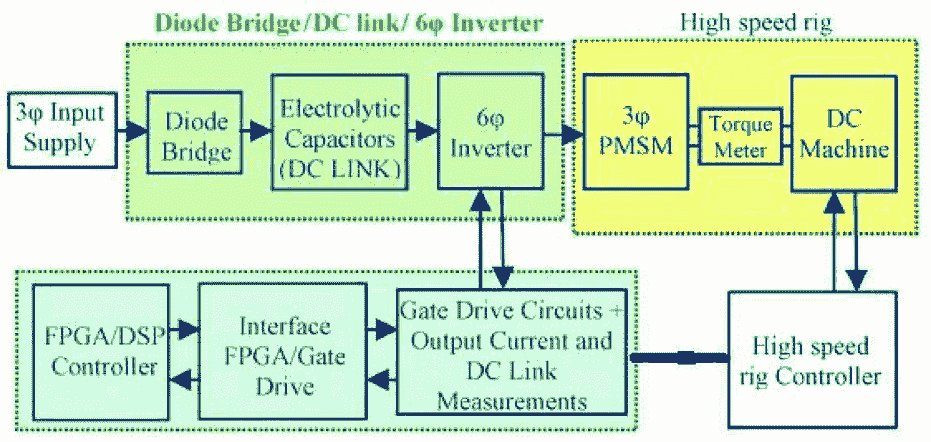 Diode Bridge/DC link/ 6φ Inverter
High speed rig
3φ Input
Supply
Diode
Bridge
Electrolytic
Capacitors
(DC LINK)
6φ
Inverter
3φ
PMSM
Torque
Meter
DC
Machine
FPGA/DSP
Controller
Interface
FPGA/Gate
Drive
Gate Drive Circuits +
Output Current and
DC Link
Measurements
High speed
rig Controller